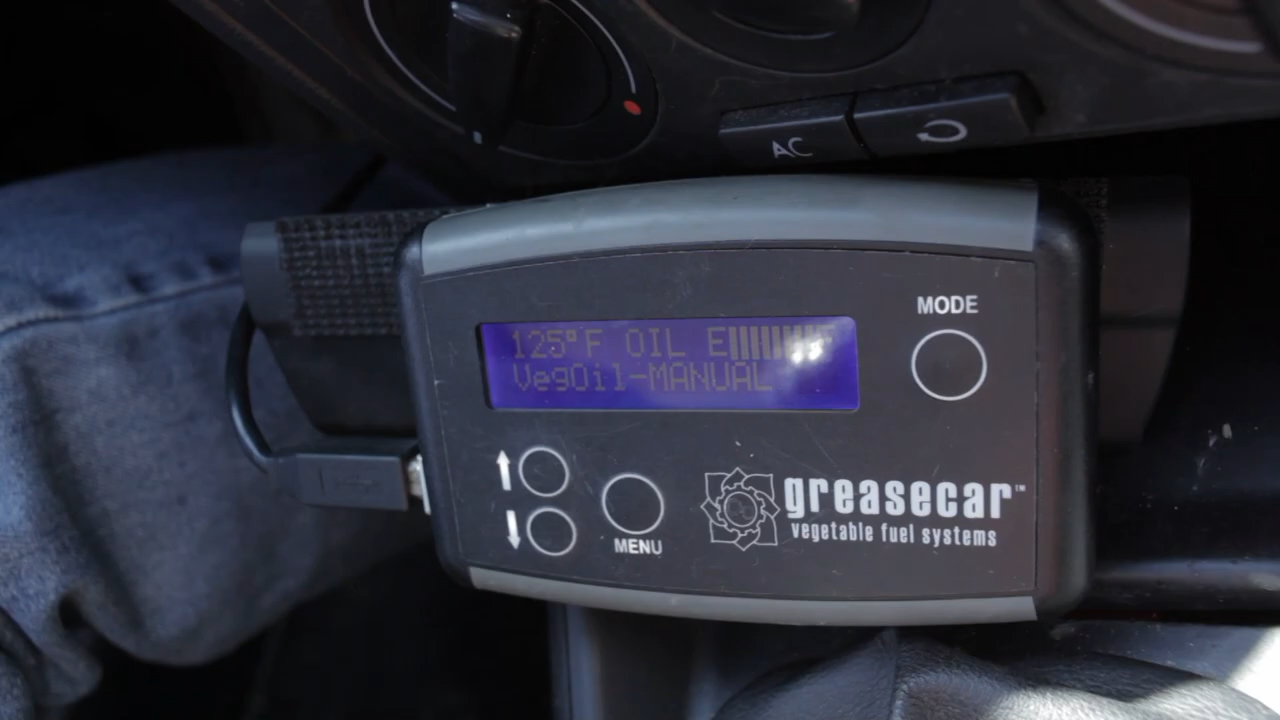 AC
MODE
125°F OIL E||||||||F
VegOil-MANUAL
MENU
greasecar™
vegetable fuel systems